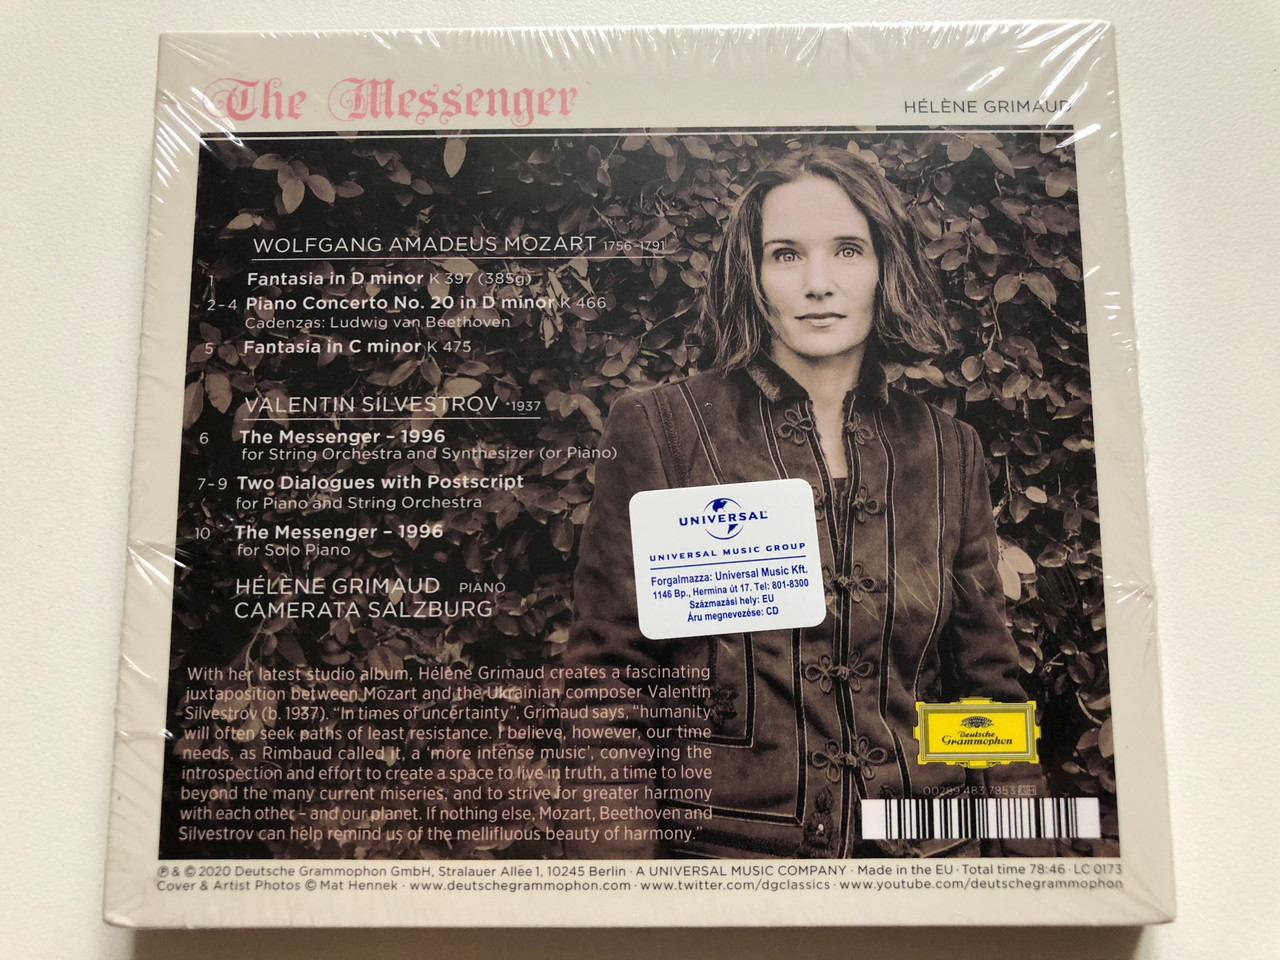 The Messenger
HÉLÈNE GRIMAUD
WOLFGANG AMADEUS MOZART 1756–1791
1 Fantasia in D minor K 397 (385g)
2–4 Piano Concerto No. 20 in D minor K 466
Cadenzas: Ludwig van Beethoven
5 Fantasia in C minor K 475
VALENTIN SILVESTROV *1937
6 The Messenger – 1996
for String Orchestra and Synthesizer (or Piano)
7–9 Two Dialogues with Postscript
for Piano and String Orchestra
10 The Messenger – 1996
for Solo Piano
HÉLÈNE GRIMAUD PIANO
CAMERATA SALZBURG
With her latest studio album, Hélène Grimaud creates a fascinating
juxtaposition between Mozart and the Ukrainian composer Valentin
Silvestrov (b. 1937). “In times of uncertainty”, Grimaud says, “humanity
will often seek paths of least resistance. I believe, however, our time
needs, as Rimbaud called it, a ‘more intense music’, conveying the
introspection and effort to create a space to live in truth, a time to love
beyond the many current miseries, and to strive for greater harmony
with each other – and our planet. If nothing else, Mozart, Beethoven and
Silvestrov can help remind us of the mellifluous beauty of harmony.”
UNIVERSAL
UNIVERSAL MUSIC GROUP
Forgalmazza: Universal Music Kft.
1146 Bp., Hermina út 17. Tel: 801-8300
Származási hely: EU
Áru megnevezése: CD
Deutsche
Grammophon
00289 483 7853
℗ & © 2020 Deutsche Grammophon GmbH, Stralauer Allee 1, 10245 Berlin · A UNIVERSAL MUSIC COMPANY · Made in the EU · Total time 78:46 · LC 0173
Cover & Artist Photos © Mat Hennek · www.deutschegrammophon.com · www.twitter.com/dgclassics · www.youtube.com/deutschegrammophon